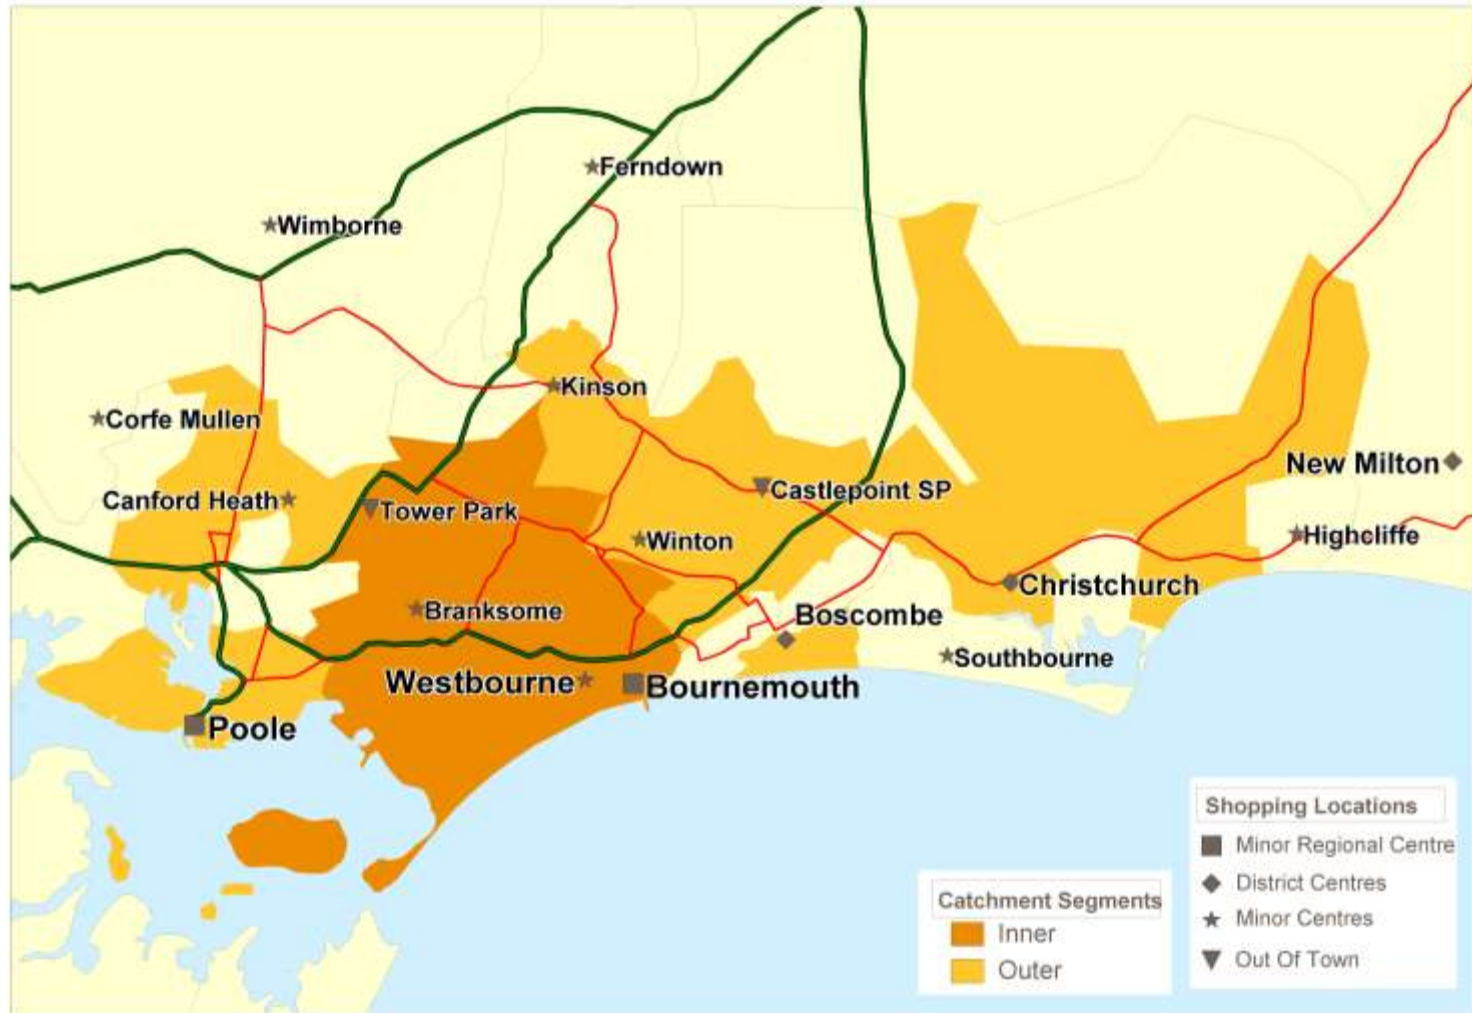 Ferndown
Wimborne
Kinson
Corfe Mullen
New Milton
Canford Heath
Tower Park
Castlepoint SP
Winton
Highcliffe
Christchurch
Branksome
Boscombe
Southbourne
Westbourne
Bournemouth
Poole
Catchment Segments
Inner
Outer
Shopping Locations
Minor Regional Centre
District Centres
Minor Centres
Out Of Town